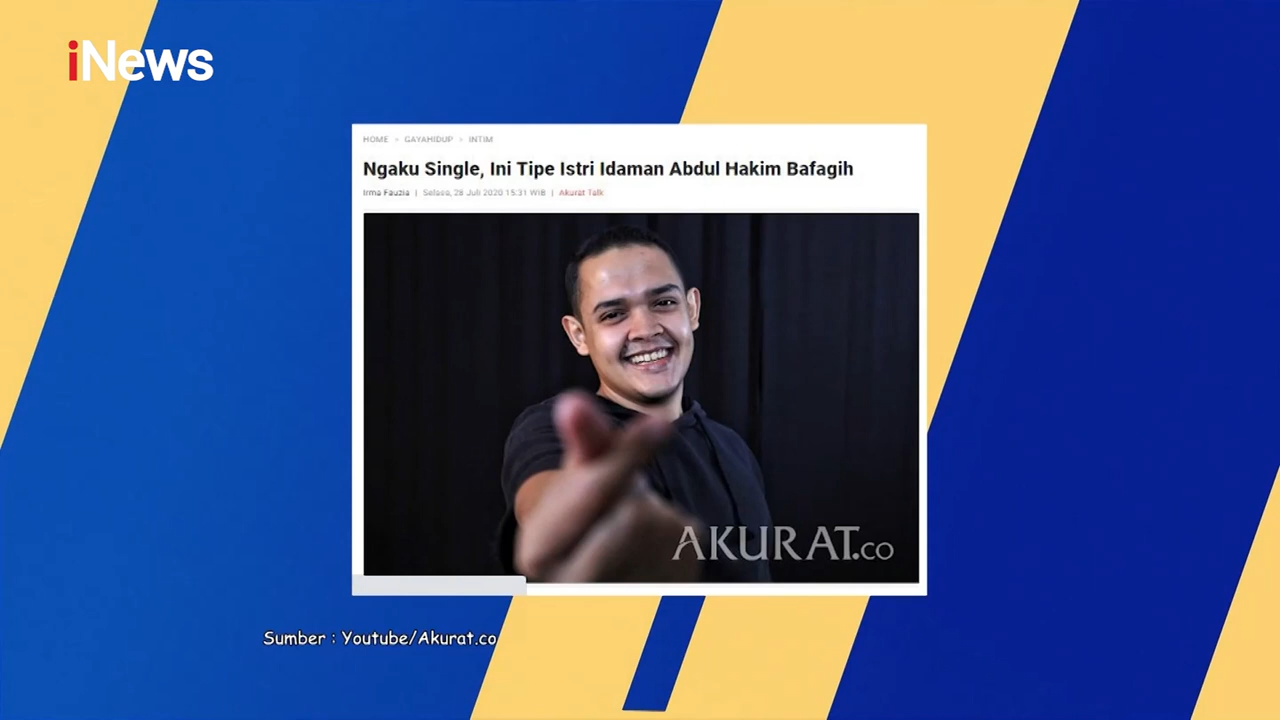 iNews
HOME > GAYAHIDUP > INTIM
Ngaku Single, Ini Tipe Istri Idaman Abdul Hakim Bafagih
Irma Fauzia | Selasa, 28 Juli 2020 15:31 WIB | Akurat Talk
AKURAT.CO
Sumber : Youtube/Akurat.co